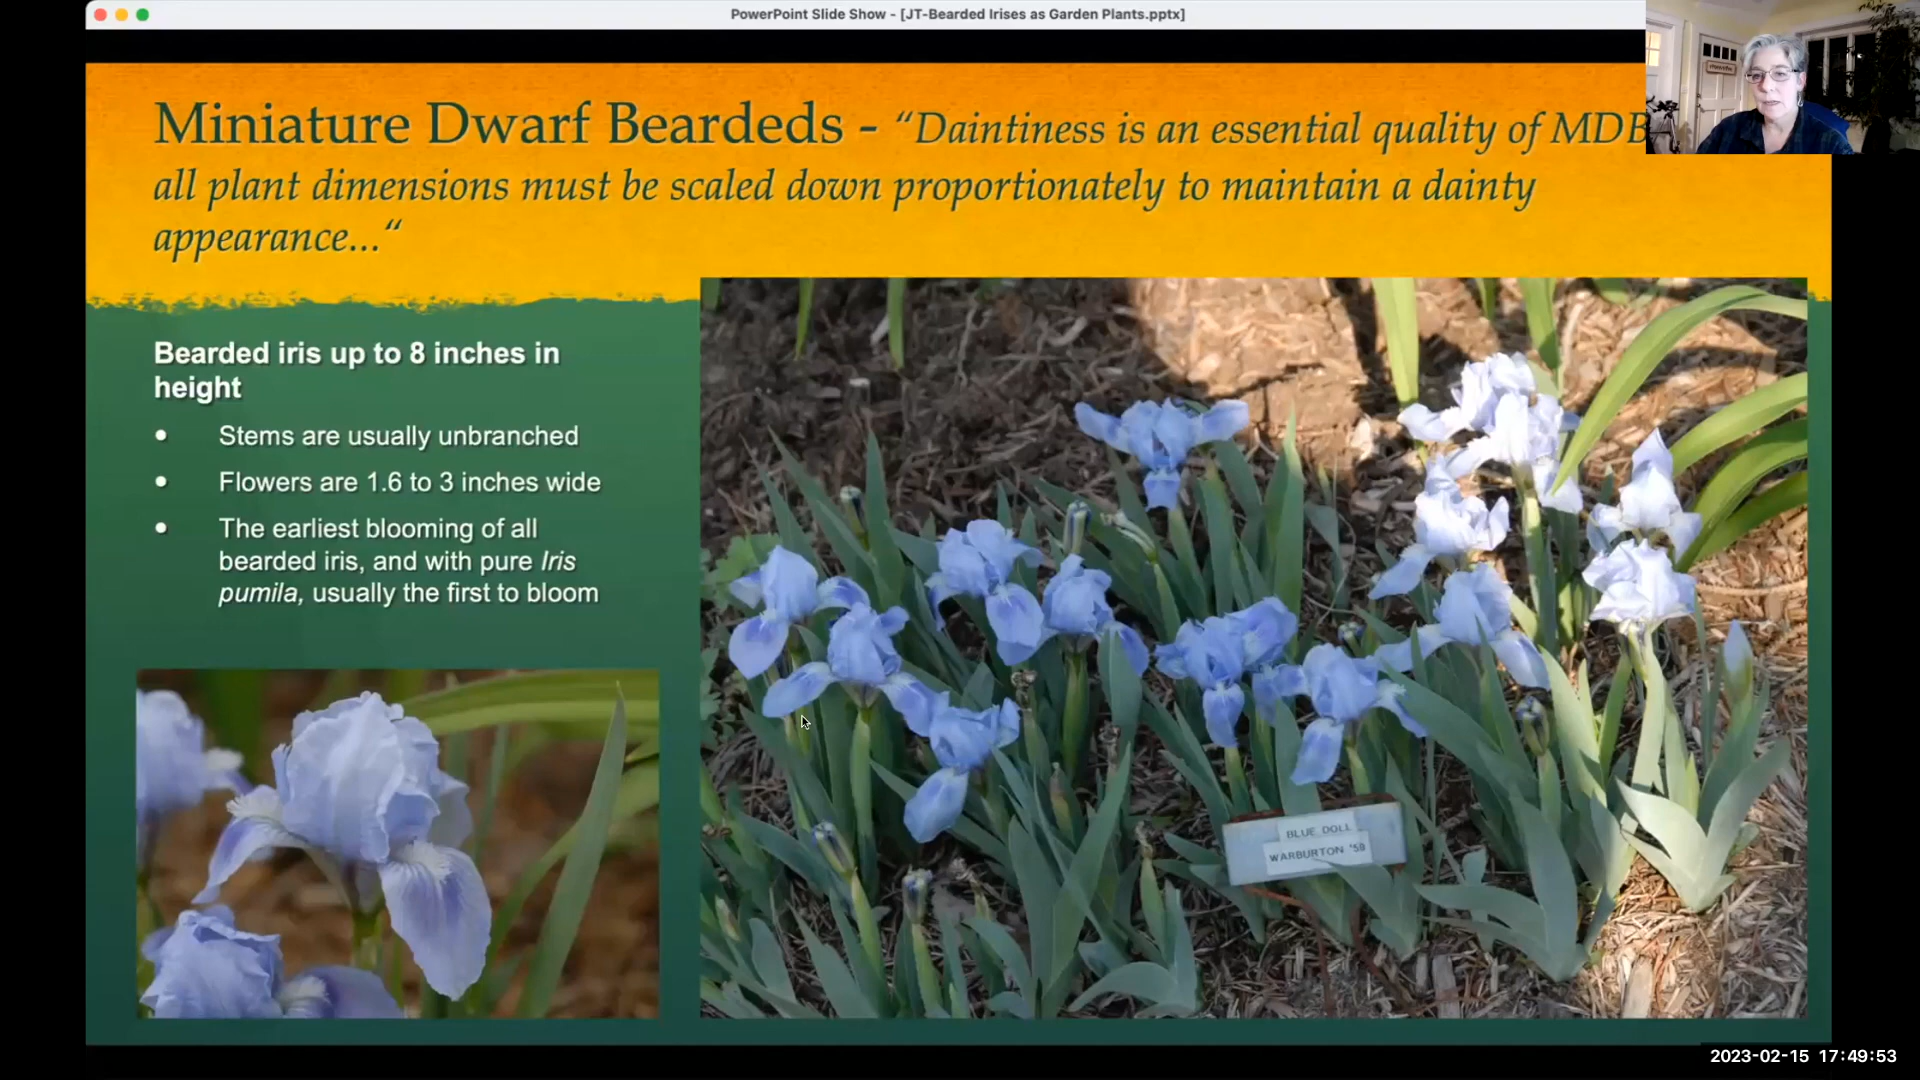 PowerPoint Slide Show - [JT-Bearded Irises as Garden Plants.pptx]
Miniature Dwarf Beardeds - “Daintiness is an essential quality of MDB
all plant dimensions must be scaled down proportionately to maintain a dainty
appearance…“
Bearded iris up to 8 inches in
height
• Stems are usually unbranched
• Flowers are 1.6 to 3 inches wide
• The earliest blooming of all
bearded iris, and with pure Iris
pumila, usually the first to bloom
BLUE DOLL
WARBURTON '58
2023-02-15 17:49:53